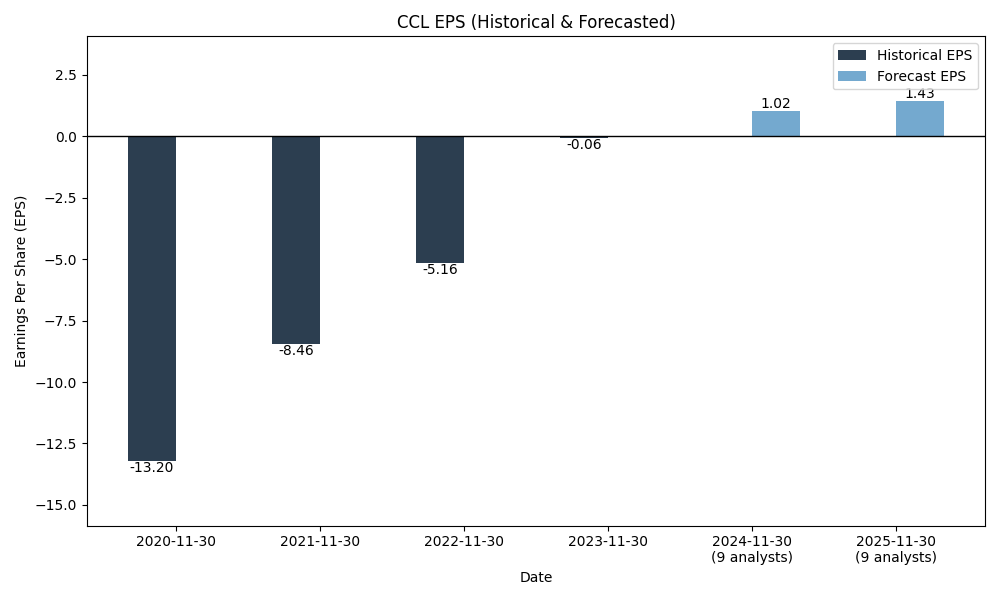 CCL EPS (Historical & Forecasted)
Historical EPS
Forecast EPS
Earnings Per Share (EPS)
2.5
0.0
−2.5
−5.0
−7.5
−10.0
−12.5
−15.0
-13.20
-8.46
-5.16
-0.06
1.02
1.43
2020-11-30
2021-11-30
2022-11-30
2023-11-30
2024-11-30
(9 analysts)
2025-11-30
(9 analysts)
Date